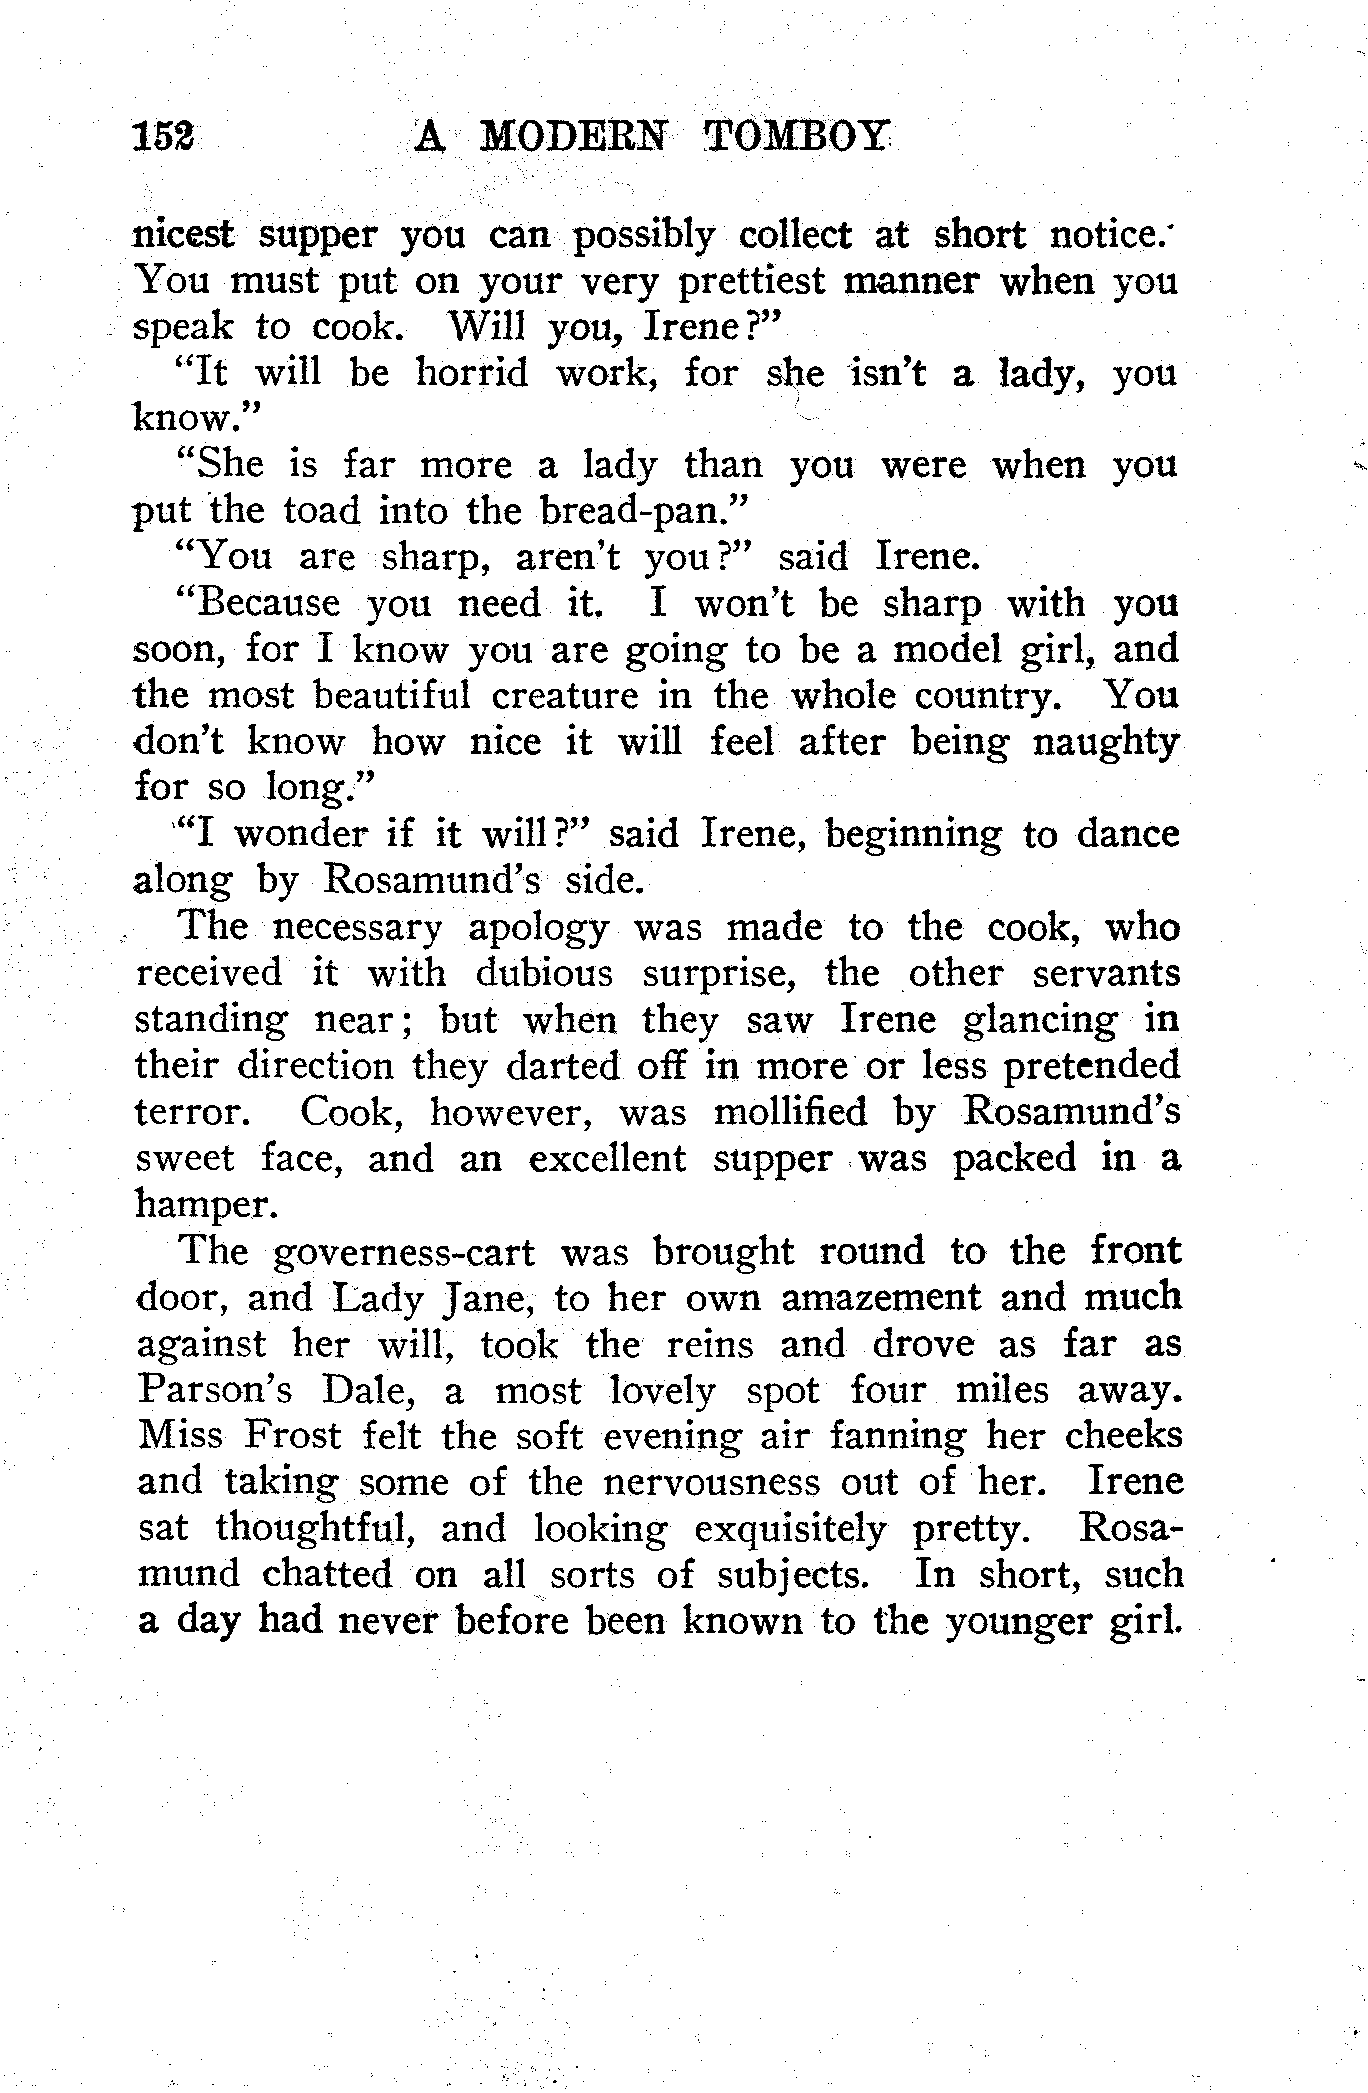 152 A MODERN TOMBOY
nicest supper you can possibly collect at short notice.
You must put on your very prettiest manner when you
speak to cook. Will you, Irene?"
"It will be horrid work, for she isn't a lady, you
know."
"She is far more a lady than you were when you
put the toad into the bread-pan."
"You are sharp, aren't you?" said Irene.
"Because you need it. I won't be sharp with you
soon, for I know you are going to be a model girl, and
the most beautiful creature in the whole country. You
don't know how nice it will feel after being naughty
for so long."
"I wonder if it will?" said Irene, beginning to dance
along by Rosamund's side.
The necessary apology was made to the cook, who
received it with dubious surprise, the other servants
standing near; but when they saw Irene glancing in
their direction they darted off in more or less pretended
terror. Cook, however, was mollified by Rosamund's
sweet face, and an excellent supper was packed in a
hamper.
The governess-cart was brought round to the front
door, and Lady Jane, to her own amazement and much
against her will, took the reins and drove as far as
Parson's Dale, a most lovely spot four miles away.
Miss Frost felt the soft evening air fanning her cheeks
and taking some of the nervousness out of her. Irene
sat thoughtful, and looking exquisitely pretty. Rosa-
mund chatted on all sorts of subjects. In short, such
a day had never before been known to the younger girl.